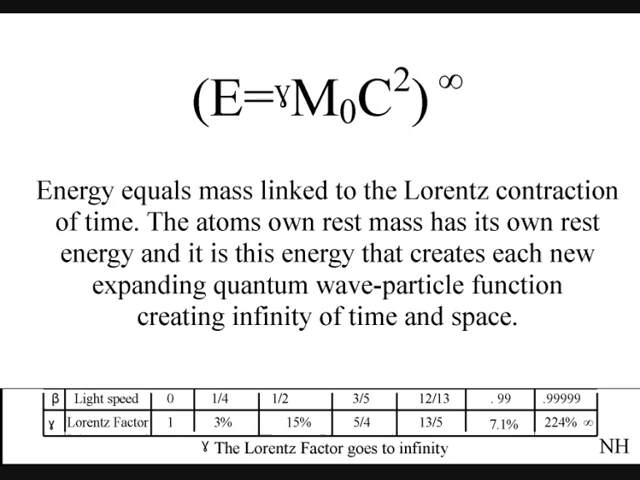 (E=ɣM₀C²)^∞
Energy equals mass linked to the Lorentz contraction
of time. The atoms own rest mass has its own rest
energy and it is this energy that creates each new
expanding quantum wave-particle function
creating infinity of time and space.
β Light speed 0 1/4 1/2 3/5 12/13 . 99 .99999
ɣ Lorentz Factor 1 3% 15% 5/4 13/5 7.1% 224% ∞
ɣ The Lorentz Factor goes to infinity
NH